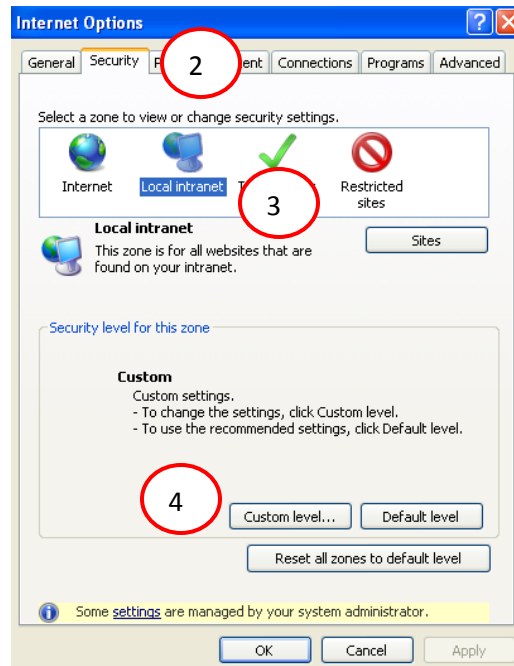 Internet Options
General Security 2 Connections Programs Advanced
Select a zone to view or change security settings.
Internet Local intranet 3 Restricted
sites
Local intranet
This zone is for all websites that are
found on your intranet.
Sites
Security level for this zone
Custom
Custom settings.
- To change the settings, click Custom level.
- To use the recommended settings, click Default level.
4
Custom level... Default level
Reset all zones to default level
Some settings are managed by your system administrator.
OK Cancel Apply